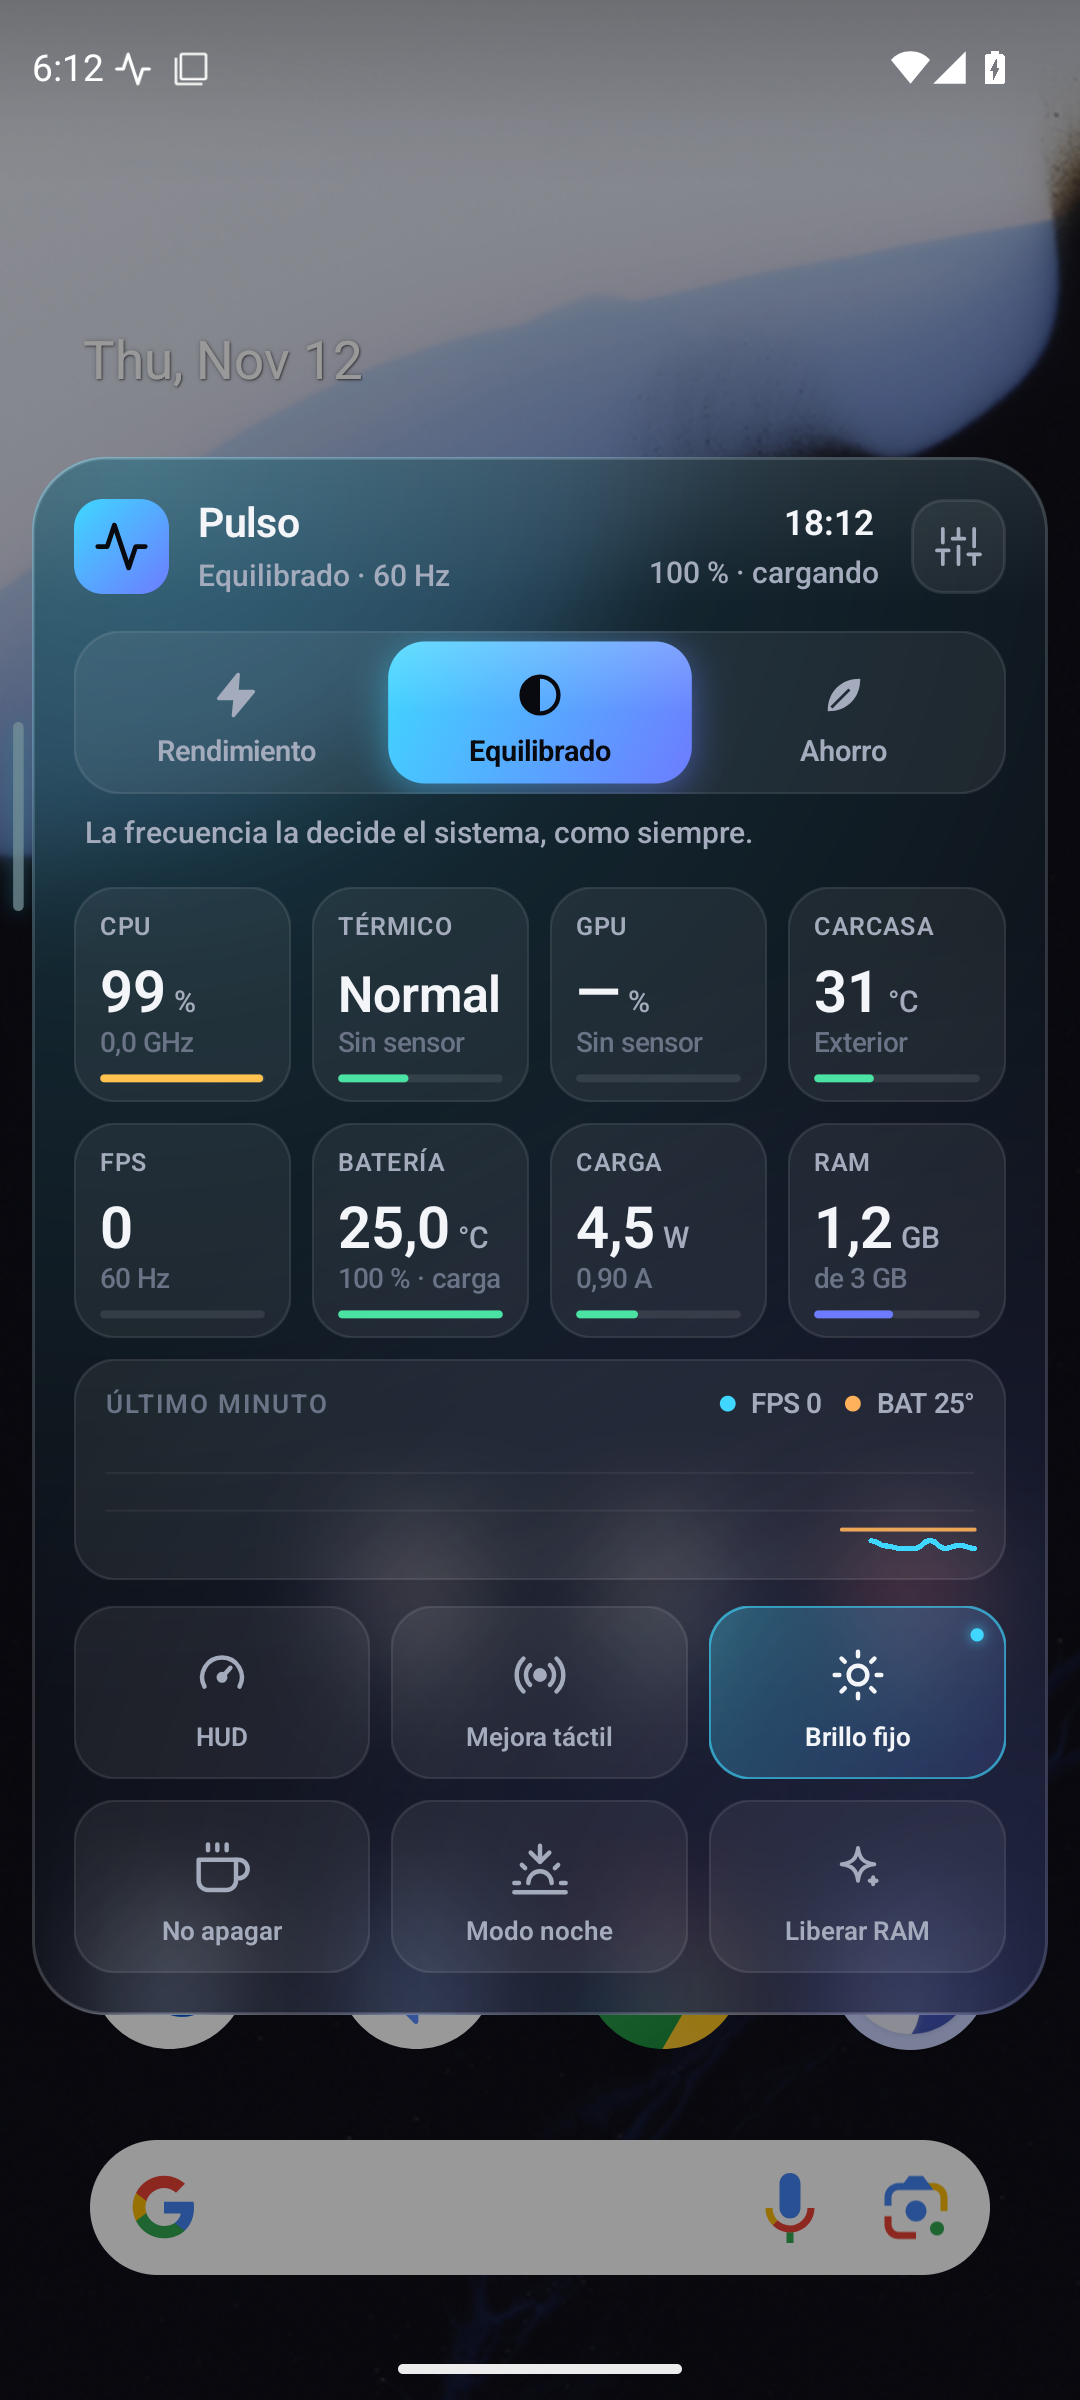 6:12
Thu, Nov 12
Pulso
Equilibrado · 60 Hz
18:12
100 % · cargando
Rendimiento
Equilibrado
Ahorro
La frecuencia la decide el sistema, como siempre.
CPU
99 %
0,0 GHz
TÉRMICO
Normal
Sin sensor
GPU
— %
Sin sensor
CARCASA
31 °C
Exterior
FPS
0
60 Hz
BATERÍA
25,0 °C
100 % · carga
CARGA
4,5 W
0,90 A
RAM
1,2 GB
de 3 GB
ÚLTIMO MINUTO
FPS 0
BAT 25°
HUD
Mejora táctil
Brillo fijo
No apagar
Modo noche
Liberar RAM